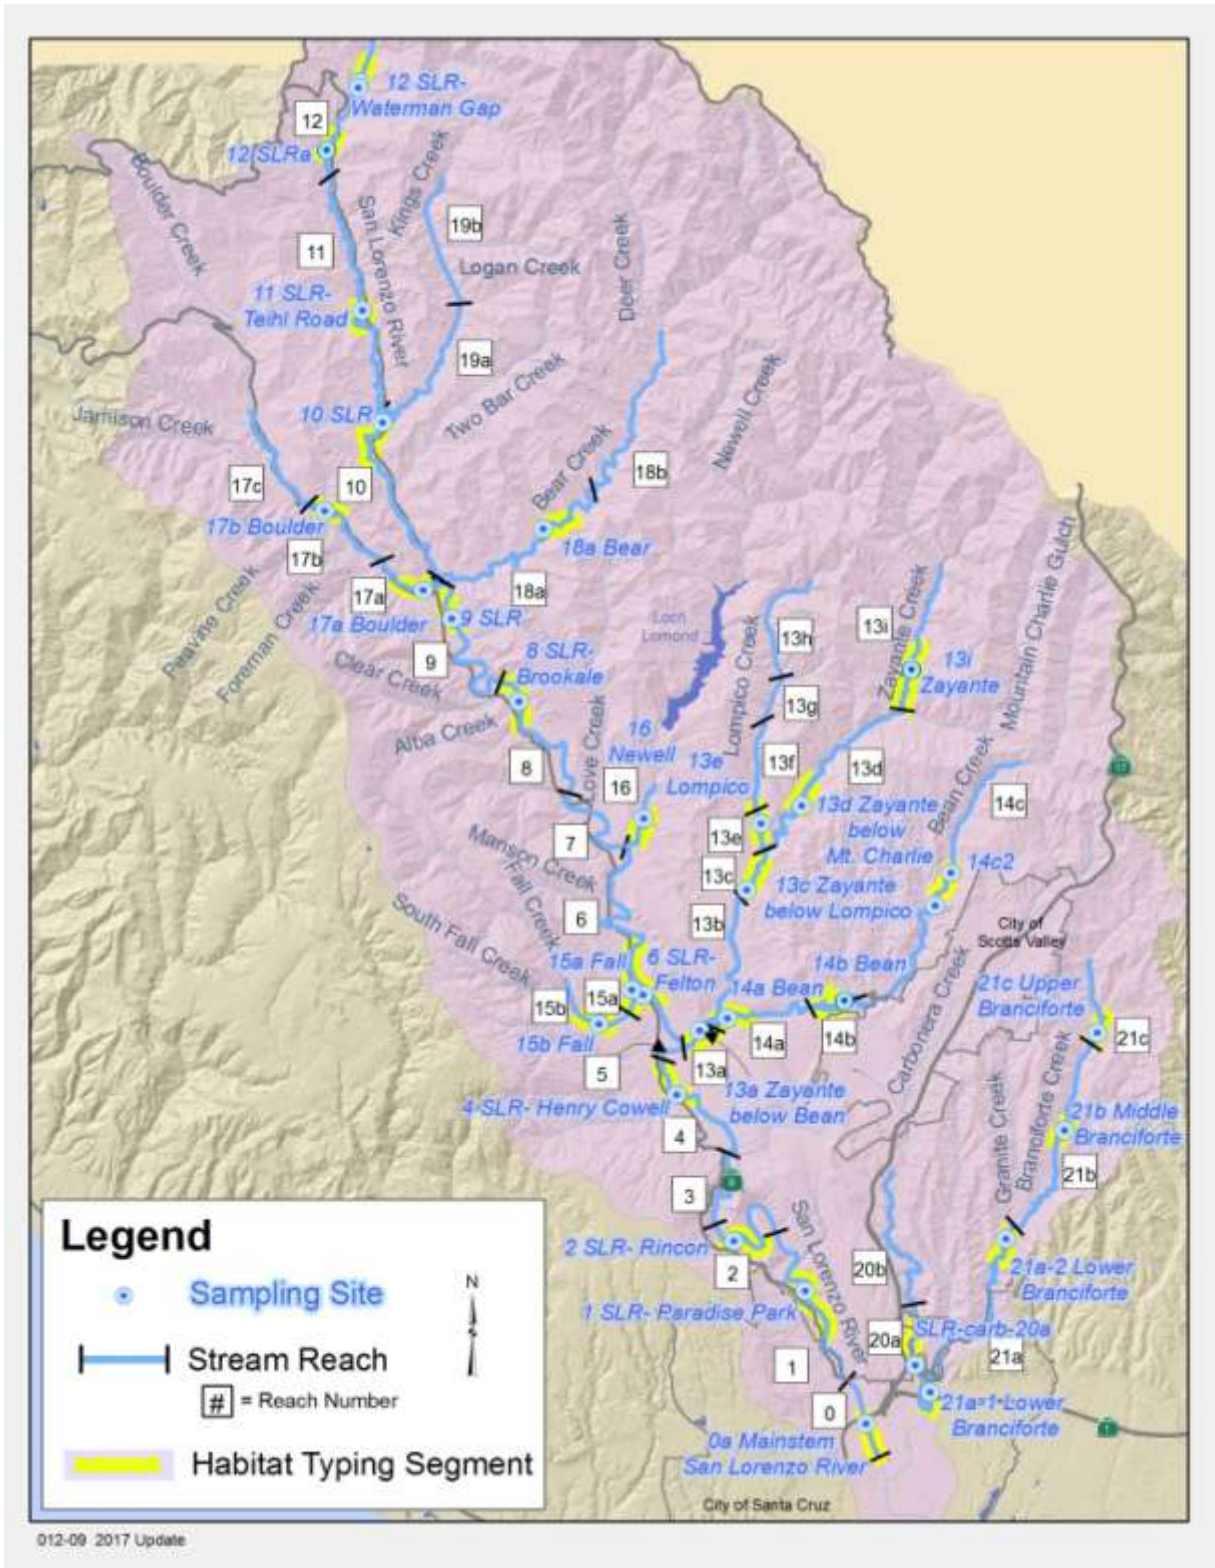 12 SLR-
Waterman Gap
12
12 SLRa
Boulder Creek
Kings Creek
San Lorenzo River
19b
11
Logan Creek
Deer Creek
11 SLR-
Teihl Road
19a
Two Bar Creek
10 SLR
Jamison Creek
Newell Creek
Bear Creek
17c
10
18b
17b Boulder
18a Bear
17b
Mountain Charlie Gulch
Peavine Creek
Foreman Creek
17a
18a
17a Boulder
9 SLR
Loch
Lomond
13h
13i
Zayante Creek
9
8 SLR-
Brookale
13i
Zayante
Clear Creek
Lompico Creek
13g
Alba Creek
Love Creek
16
Newell
13e
Lompico
8
16
13f
13d
Bean Creek
14c
13d Zayante
below
Mt. Charlie
Manson Creek
7
13e
14c2
13c
13c Zayante
below Lompico
Fall Creek
6
13b
City of
Scotts Valley
South Fall Creek
15a Fall
6 SLR-
Felton
14b Bean
14a Bean
Carbonera Creek
21c Upper
Branciforte
15b
15a
15b Fall
14a
14b
21c
5
13a
4 SLR- Henry Cowell
13a Zayante
below Bean
Granite Creek
Branciforte Creek
21b Middle
Branciforte
4
21b
3
San Lorenzo River
2 SLR- Rincon
2
20b
21a-2 Lower
Branciforte
1 SLR- Paradise Park
SLR-carb-20a
20a
21a
1
0
21a-1 Lower
Branciforte
0a Mainstem
San Lorenzo River
City of Santa Cruz
Legend
Sampling Site
N
Stream Reach
# = Reach Number
Habitat Typing Segment
012-09 2017 Update